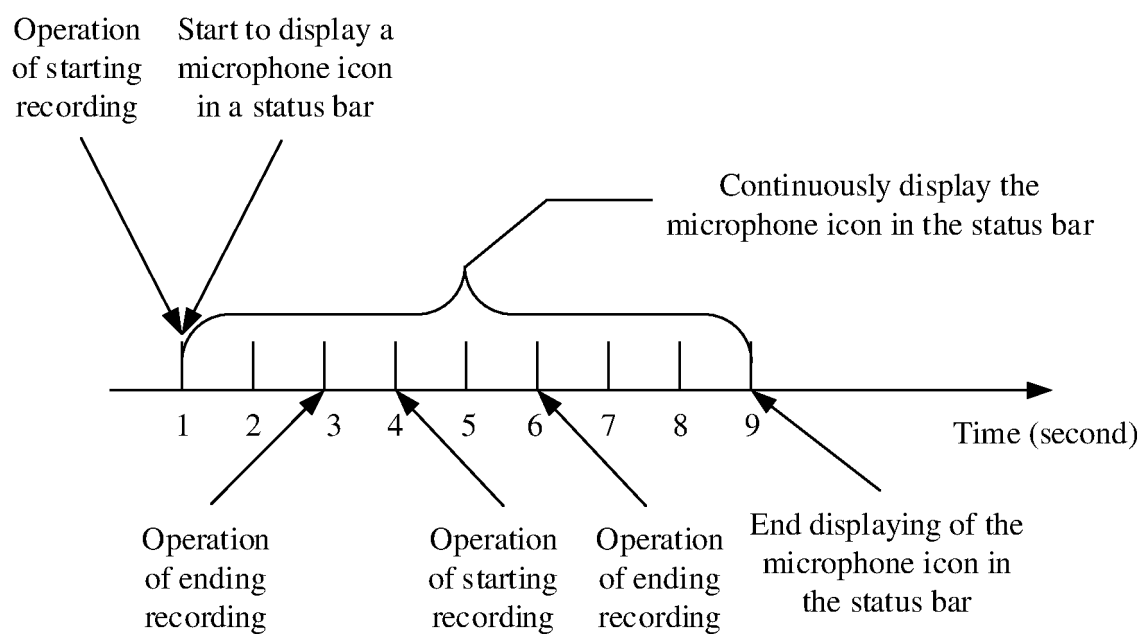 Operation
of starting
recording
Start to display a
microphone icon
in a status bar
Continuously display the
microphone icon in the status bar
1 2 3 4 5 6 7 8 9
Time (second)
Operation
of ending
recording
Operation
of starting
recording
Operation
of ending
recording
End displaying of the
microphone icon in
the status bar